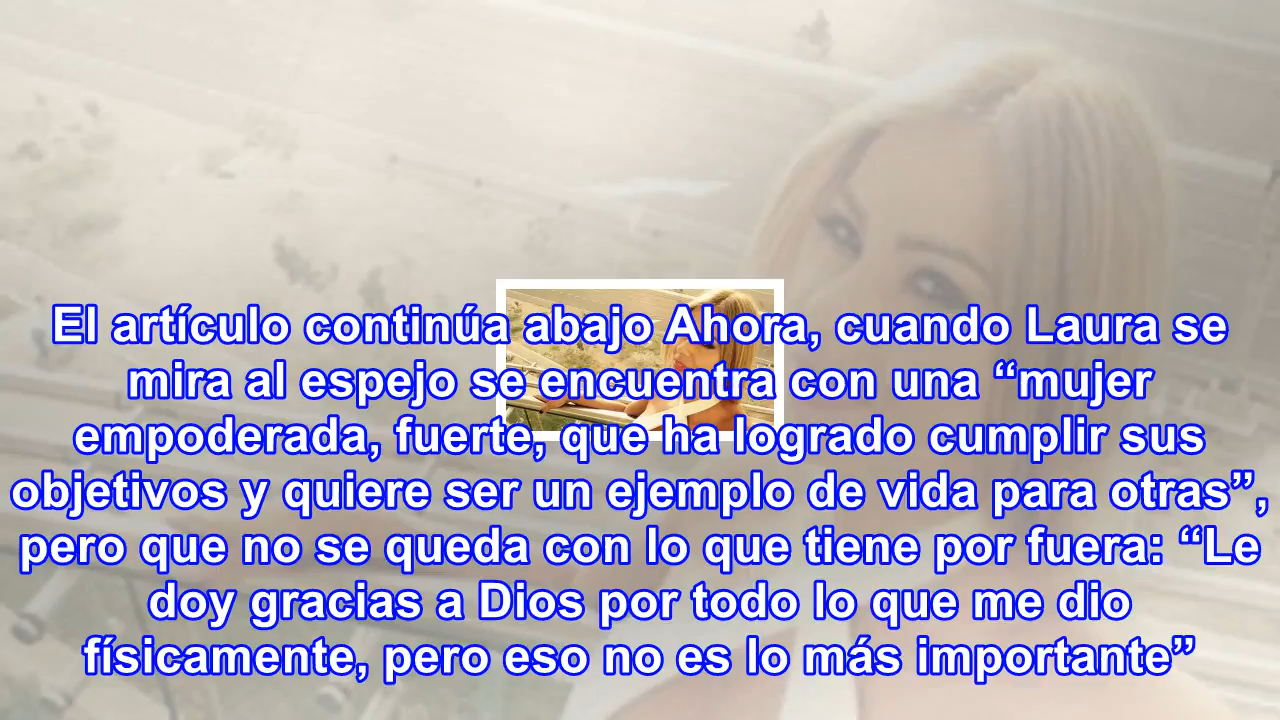 El artículo continúa abajo Ahora, cuando Laura se
mira al espejo se encuentra con una “mujer
empoderada, fuerte, que ha logrado cumplir sus
objetivos y quiere ser un ejemplo de vida para otras”,
pero que no se queda con lo que tiene por fuera: “Le
doy gracias a Dios por todo lo que me dio
físicamente, pero eso no es lo más importante”